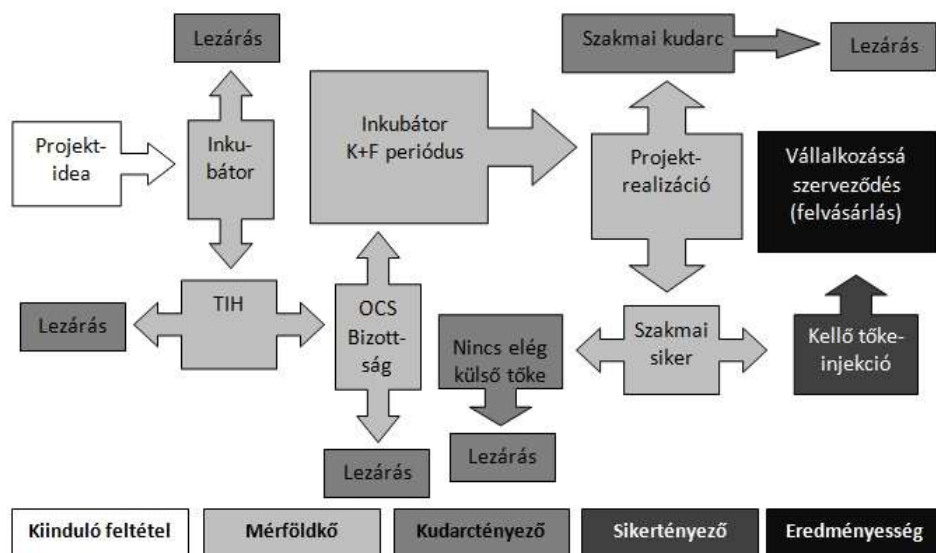 Lezárás
Szakmai kudarc
Lezárás
Projekt-
idea
Inku-
bátor
Inkubátor
K+F periódus
Projekt-
realizáció
Vállalkozássá
szerveződés
(felvásárlás)
Lezárás
TIH
OCS
Bizott-
ság
Nincs elég
külső tőke
Szakmai
siker
Kellő tőke-
injekció
Lezárás
Lezárás
Kiinduló feltétel
Mérföldkő
Kudarctényező
Sikertényező
Eredményesség